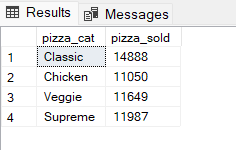 Results Messages
pizza_cat pizza_sold
1 Classic 14888
2 Chicken 11050
3 Veggie 11649
4 Supreme 11987